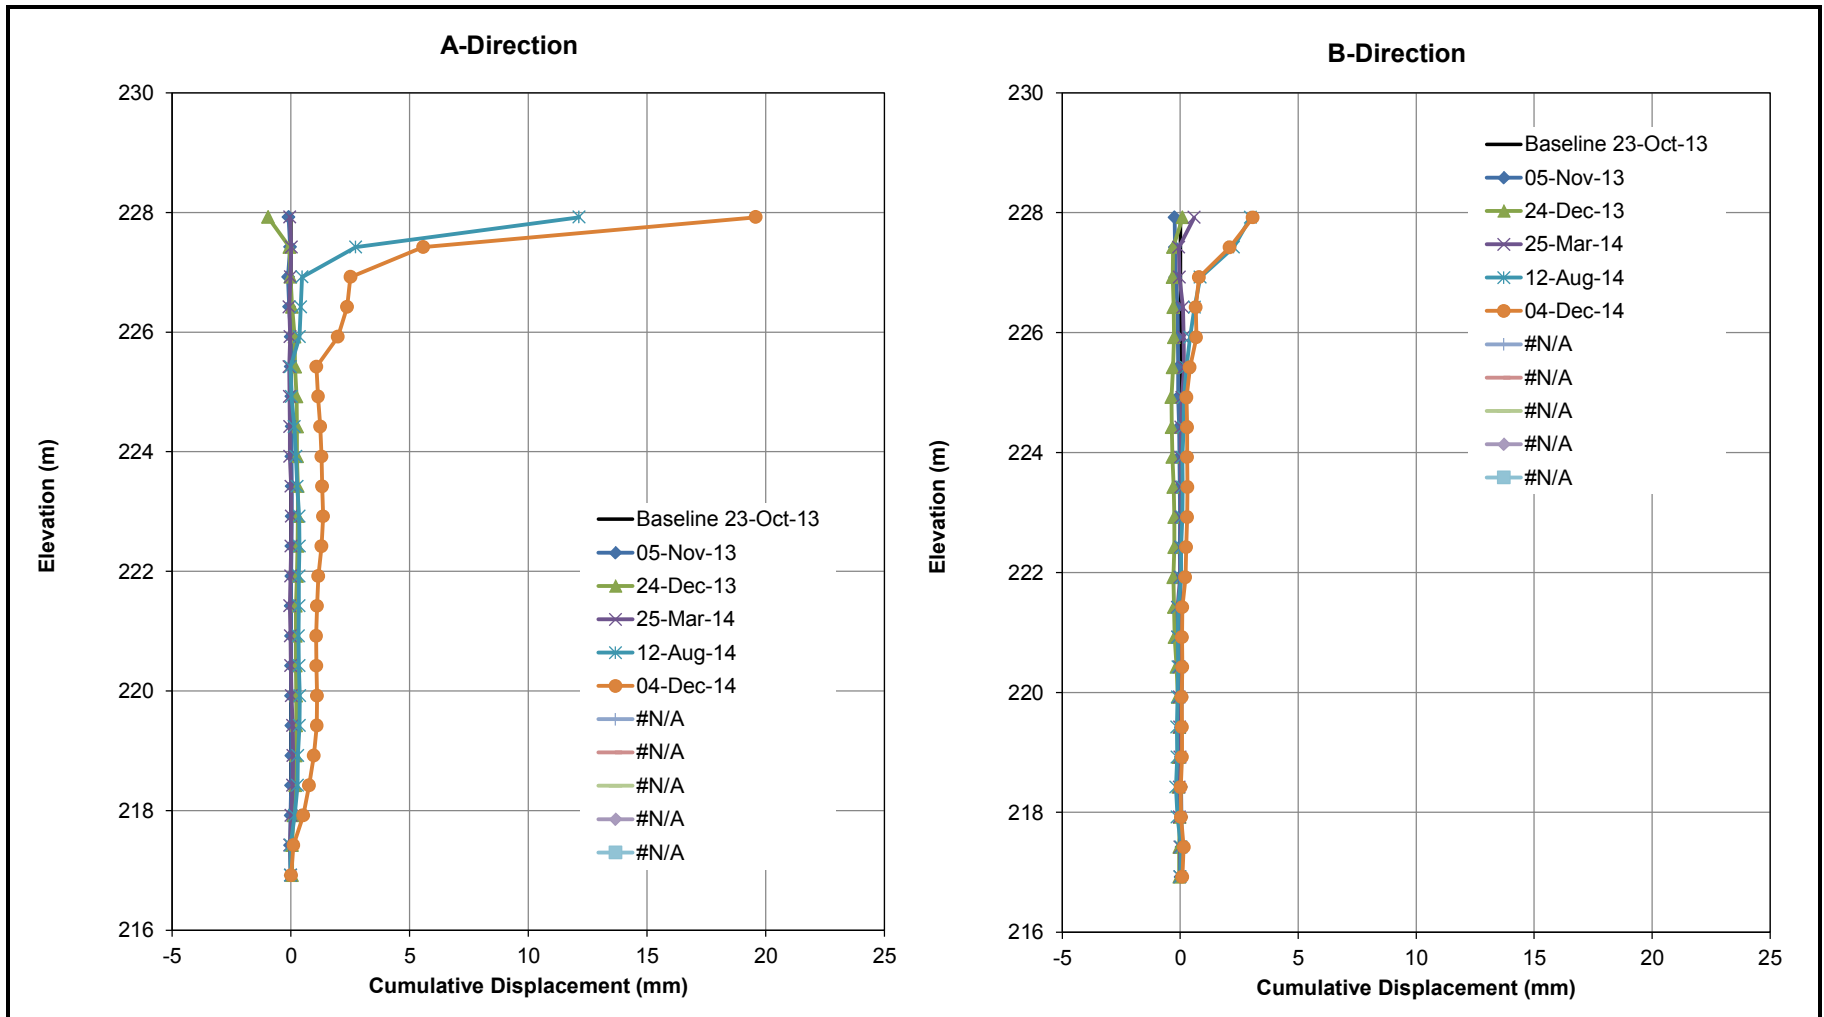 A-Direction
230
228
226
224
222
220
218
216
-5
0
5
10
15
20
25
Elevation (m)
Cumulative Displacement (mm)
Baseline 23-Oct-13
05-Nov-13
24-Dec-13
25-Mar-14
12-Aug-14
04-Dec-14
#N/A
#N/A
#N/A
#N/A
#N/A
B-Direction
230
228
226
224
222
220
218
216
-5
0
5
10
15
20
25
Elevation (m)
Cumulative Displacement (mm)
Baseline 23-Oct-13
05-Nov-13
24-Dec-13
25-Mar-14
12-Aug-14
04-Dec-14
#N/A
#N/A
#N/A
#N/A
#N/A